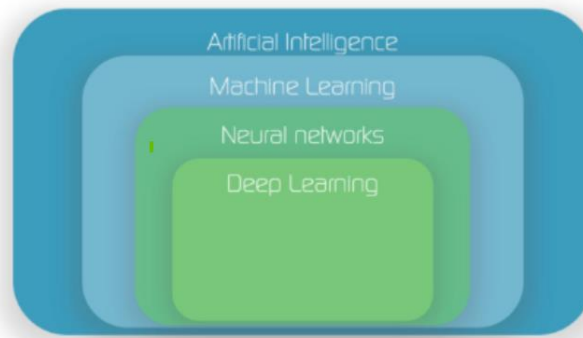 Artificial Intelligence
Machine Learning
Neural networks
Deep Learning